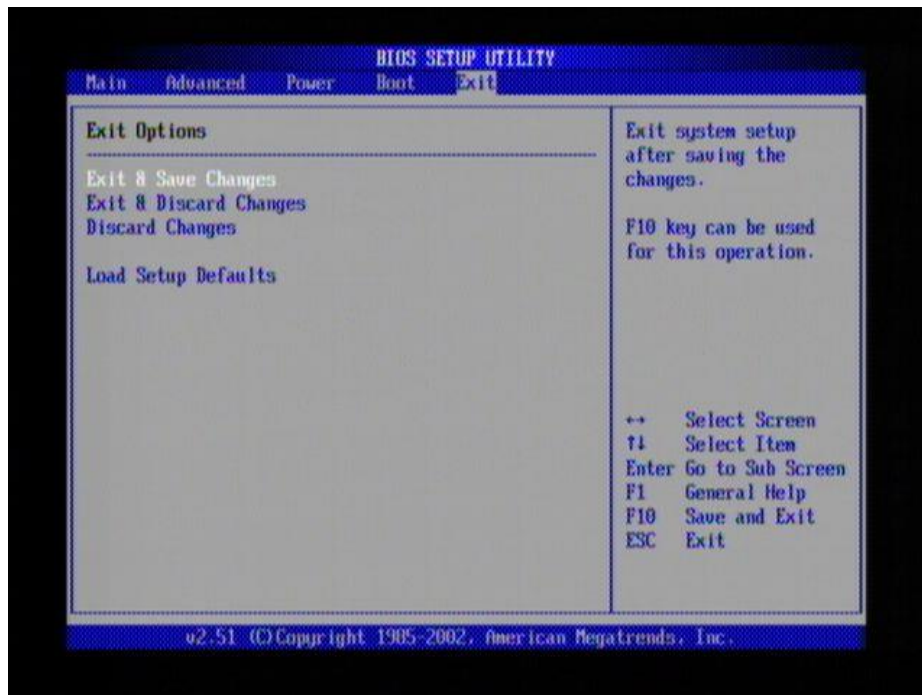 BIOS SETUP UTILITY
Main Advanced Power Boot Exit
Exit Options
Exit & Save Changes
Exit & Discard Changes
Discard Changes
Load Setup Defaults
Exit system setup
after saving the
changes.
F10 key can be used
for this operation.
↔ Select Screen
↑↓ Select Item
Enter Go to Sub Screen
F1 General Help
F10 Save and Exit
ESC Exit
v2.51 (C)Copyright 1985-2002, American Megatrends, Inc.